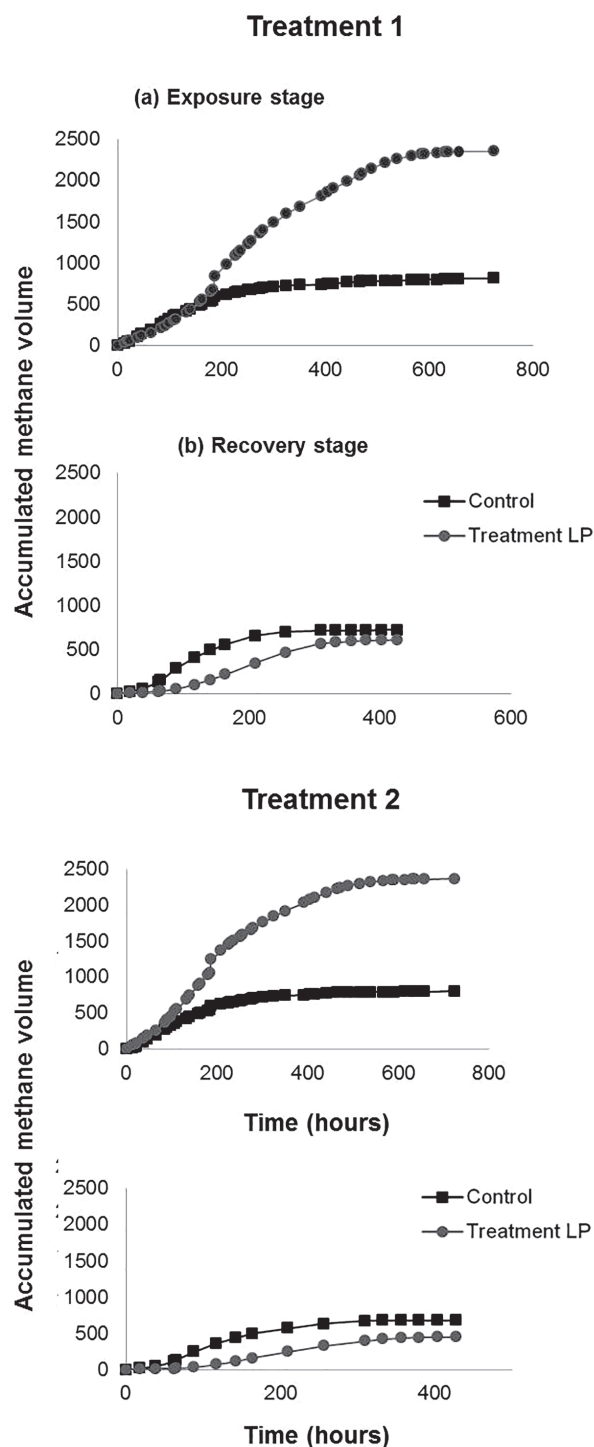 Treatment 1
(a) Exposure stage
2500
2000
1500
1000
500
0
0 200 400 600 800
Accumulated methane volume
(b) Recovery stage
2500
2000
1500
1000
500
0
0 200 400 600
Control
Treatment LP
Treatment 2
2500
2000
1500
1000
500
0
0 200 400 600 800
Time (hours)
Accumulated methane volume
2500
2000
1500
1000
500
0
0 200 400
Control
Treatment LP
Time (hours)